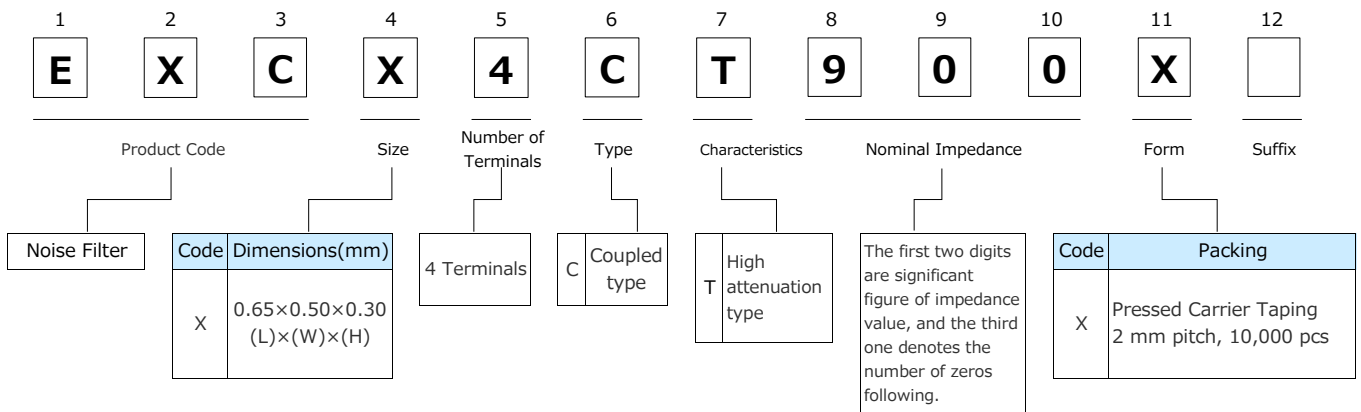 1 2 3 4 5 6 7 8 9 10 11 12
E X C X 4 C T 9 0 0 X
Product Code
Size
Number of
Terminals
Type
Characteristics
Nominal Impedance
Form
Suffix
Noise Filter
Code Dimensions(mm)
X
0.65×0.50×0.30
(L)×(W)×(H)
4 Terminals
C
Coupled
type
T
High
attenuation
type
The first two digits
are significant
figure of impedance
value, and the third
one denotes the
number of zeros
following.
Code Packing
X
Pressed Carrier Taping
2 mm pitch, 10,000 pcs